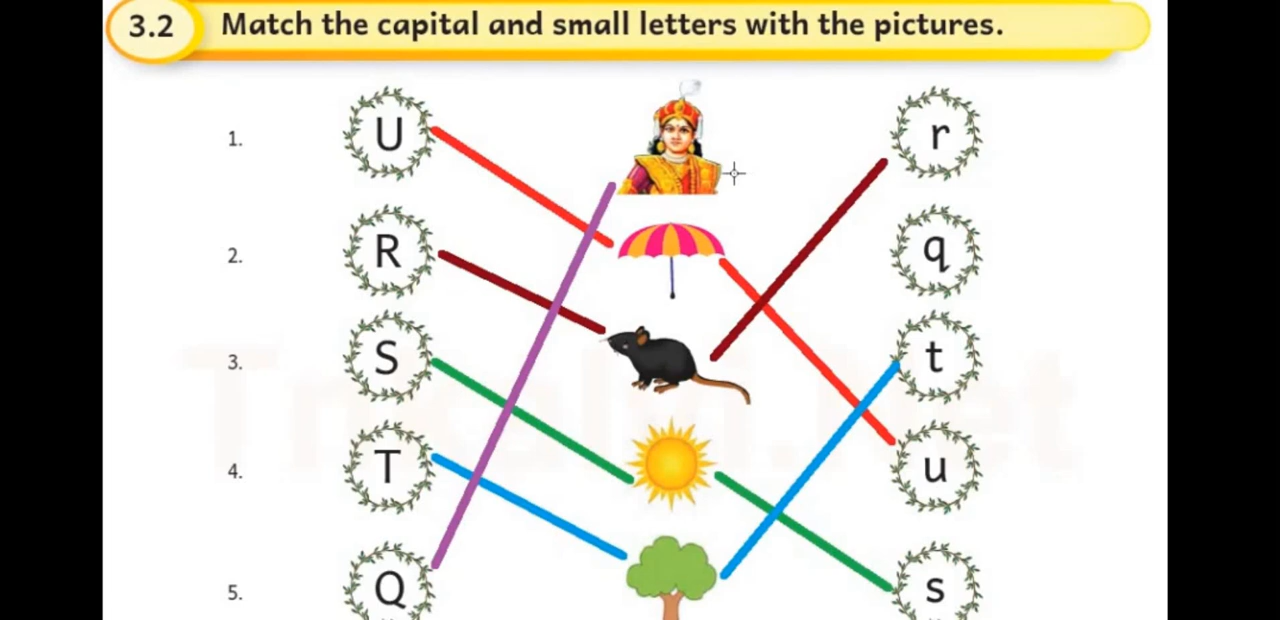 3.2 Match the capital and small letters with the pictures.
1. U r
2. R q
3. S t
4. T u
5. Q s